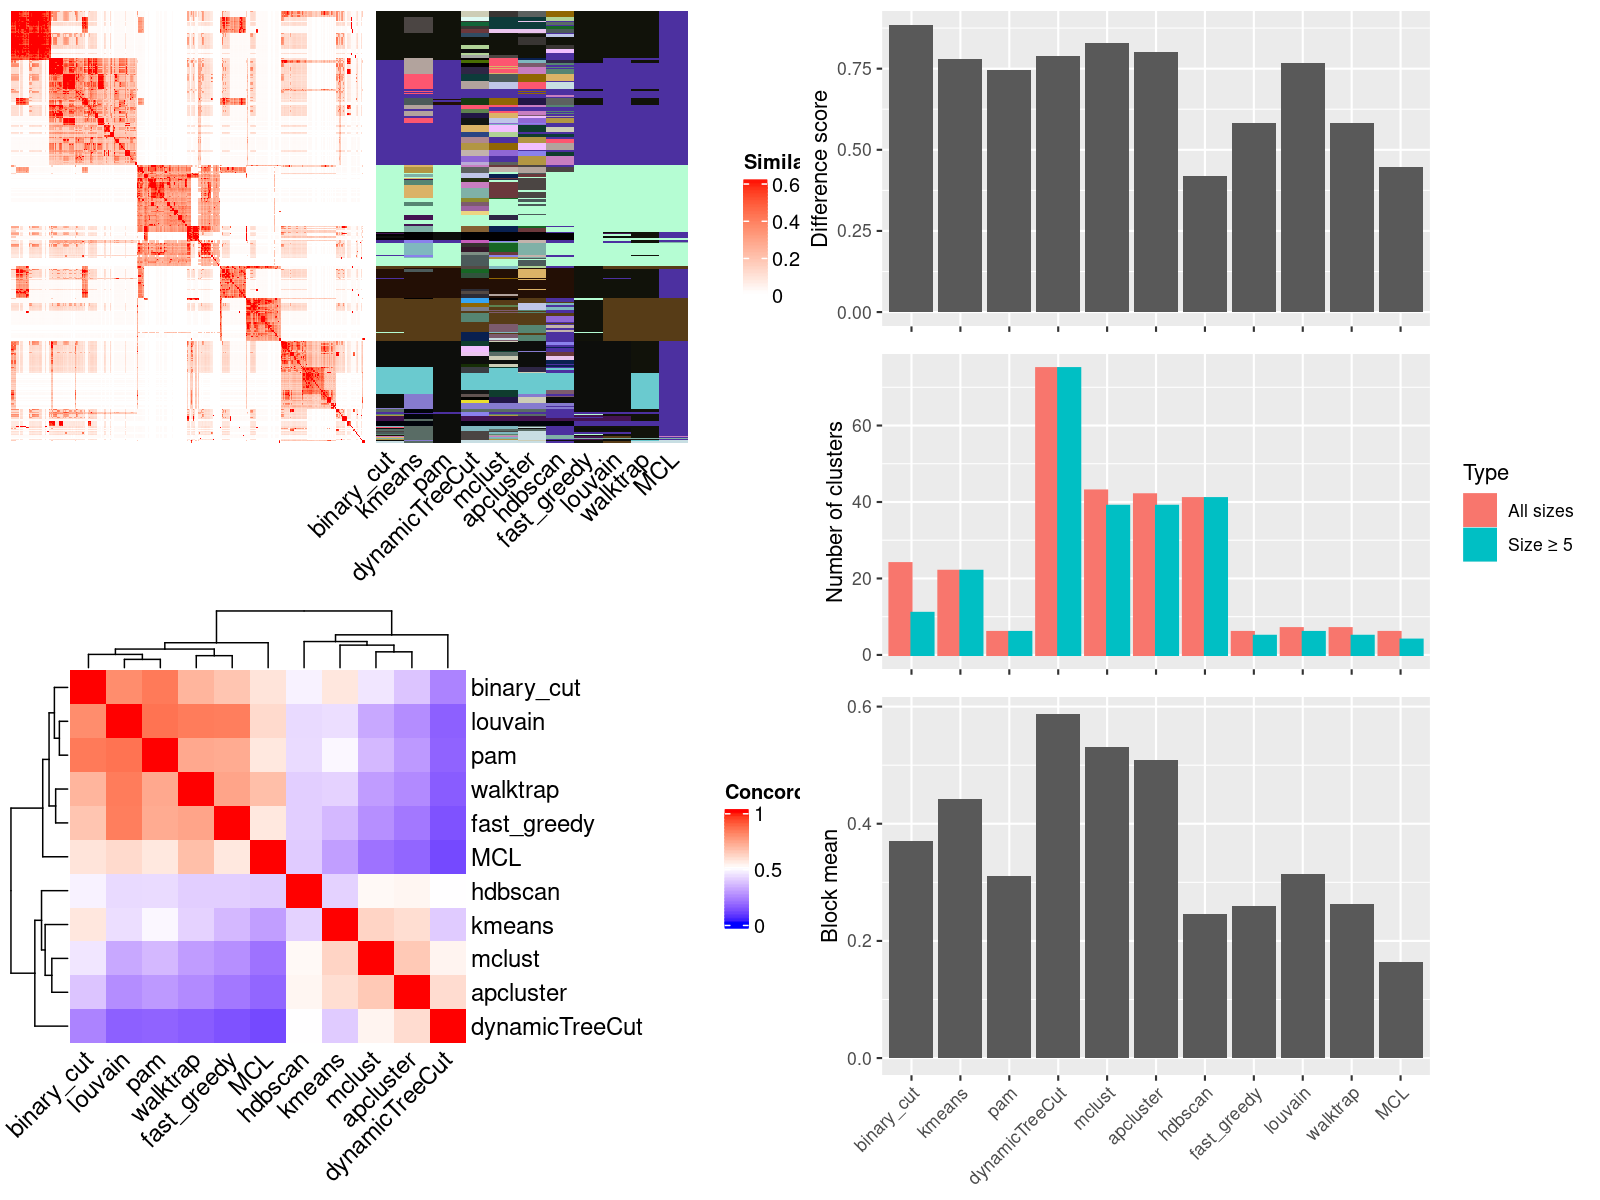 Simila
0.6
0.4
0.2
0
binary_cut
kmeans
pam
dynamicTreeCut
mclust
apcluster
hdbscan
fast_greedy
louvain
walktrap
MCL
binary_cut
louvain
pam
walktrap
fast_greedy
MCL
hdbscan
kmeans
mclust
apcluster
dynamicTreeCut
binary_cut
louvain
pam
walktrap
fast_greedy
MCL
hdbscan
kmeans
mclust
apcluster
dynamicTreeCut
Concord
1
0.5
0
Difference score
0.75
0.50
0.25
0.00
Number of clusters
60
40
20
0
Type
All sizes
Size ≥ 5
Block mean
0.6
0.4
0.2
0.0
binary_cut
kmeans
pam
dynamicTreeCut
mclust
apcluster
hdbscan
fast_greedy
louvain
walktrap
MCL